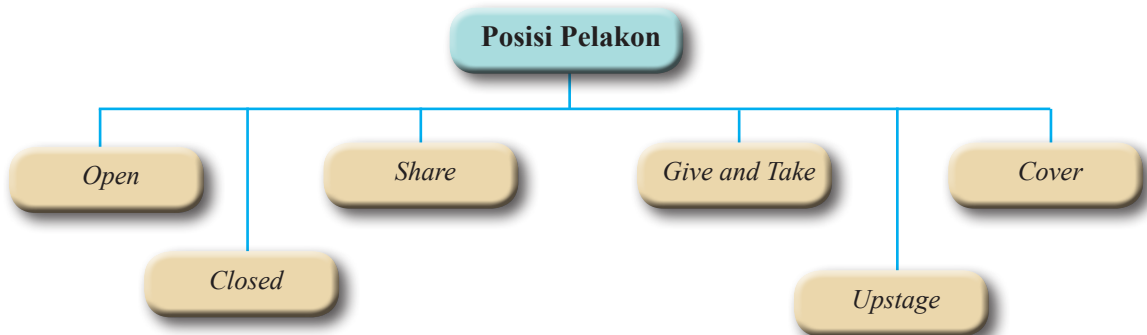 Posisi Pelakon
Open
Share
Give and Take
Cover
Closed
Upstage